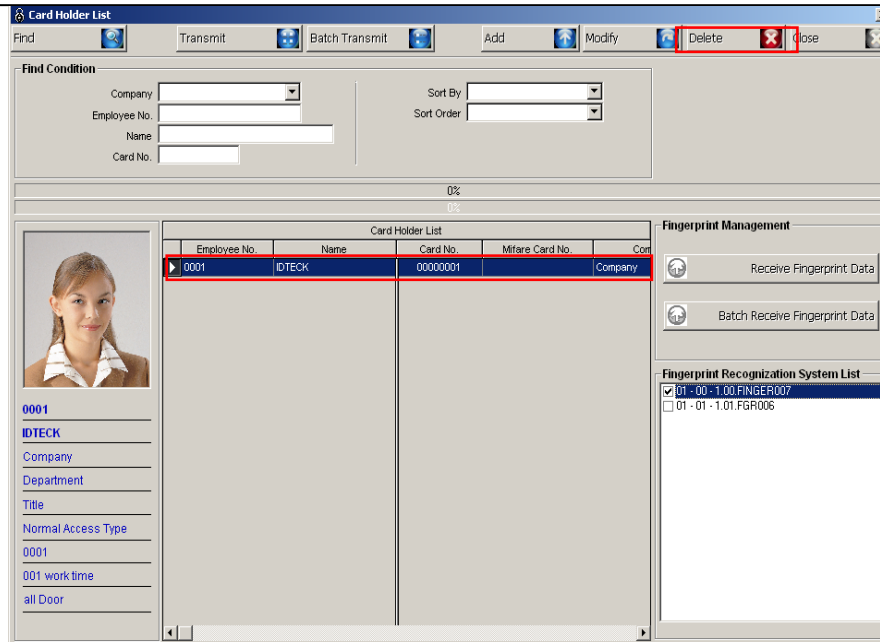 Card Holder List
Find Transmit Batch Transmit Add Modify Delete Close
Find Condition
Company Sort By
Employee No. Sort Order
Name
Card No.
0%
0%
Card Holder List
Employee No. Name Card No. Mifare Card No. Com
0001 IDTECK 00000001 Company
0001
IDTECK
Company
Department
Title
Normal Access Type
0001
001 work time
all Door
Fingerprint Management
Receive Fingerprint Data
Batch Receive Fingerprint Data
Fingerprint Recognization System List
01 - 00 - 1.00.FINGER007
01 - 01 - 1.01.FGR006